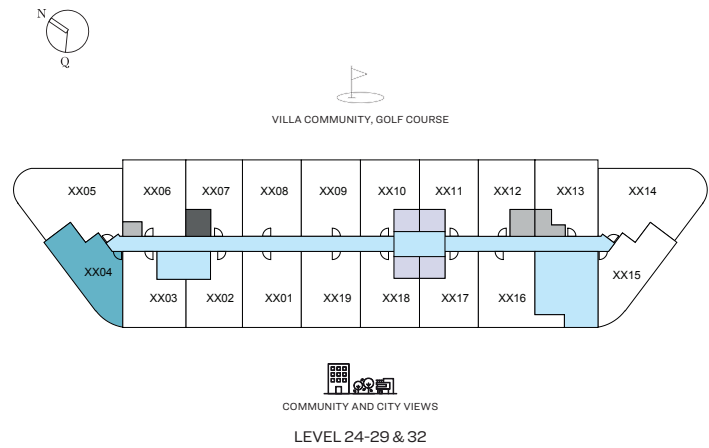 N
Q
VILLA COMMUNITY, GOLF COURSE
XX05 XX06 XX07 XX08 XX09 XX10 XX11 XX12 XX13 XX14
XX04 XX15
XX03 XX02 XX01 XX19 XX18 XX17 XX16
COMMUNITY AND CITY VIEWS
LEVEL 24-29 & 32